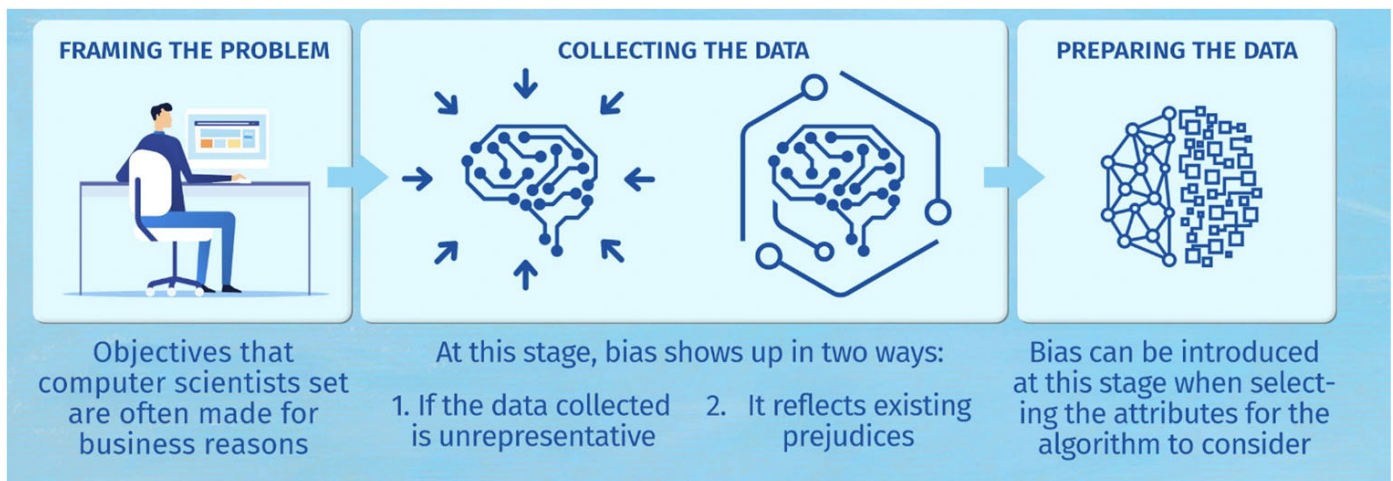 FRAMING THE PROBLEM
COLLECTING THE DATA
PREPARING THE DATA
Objectives that
computer scientists set
are often made for
business reasons
At this stage, bias shows up in two ways:
1. If the data collected
is unrepresentative
2. It reflects existing
prejudices
Bias can be introduced
at this stage when select-
ing the attributes for the
algorithm to consider